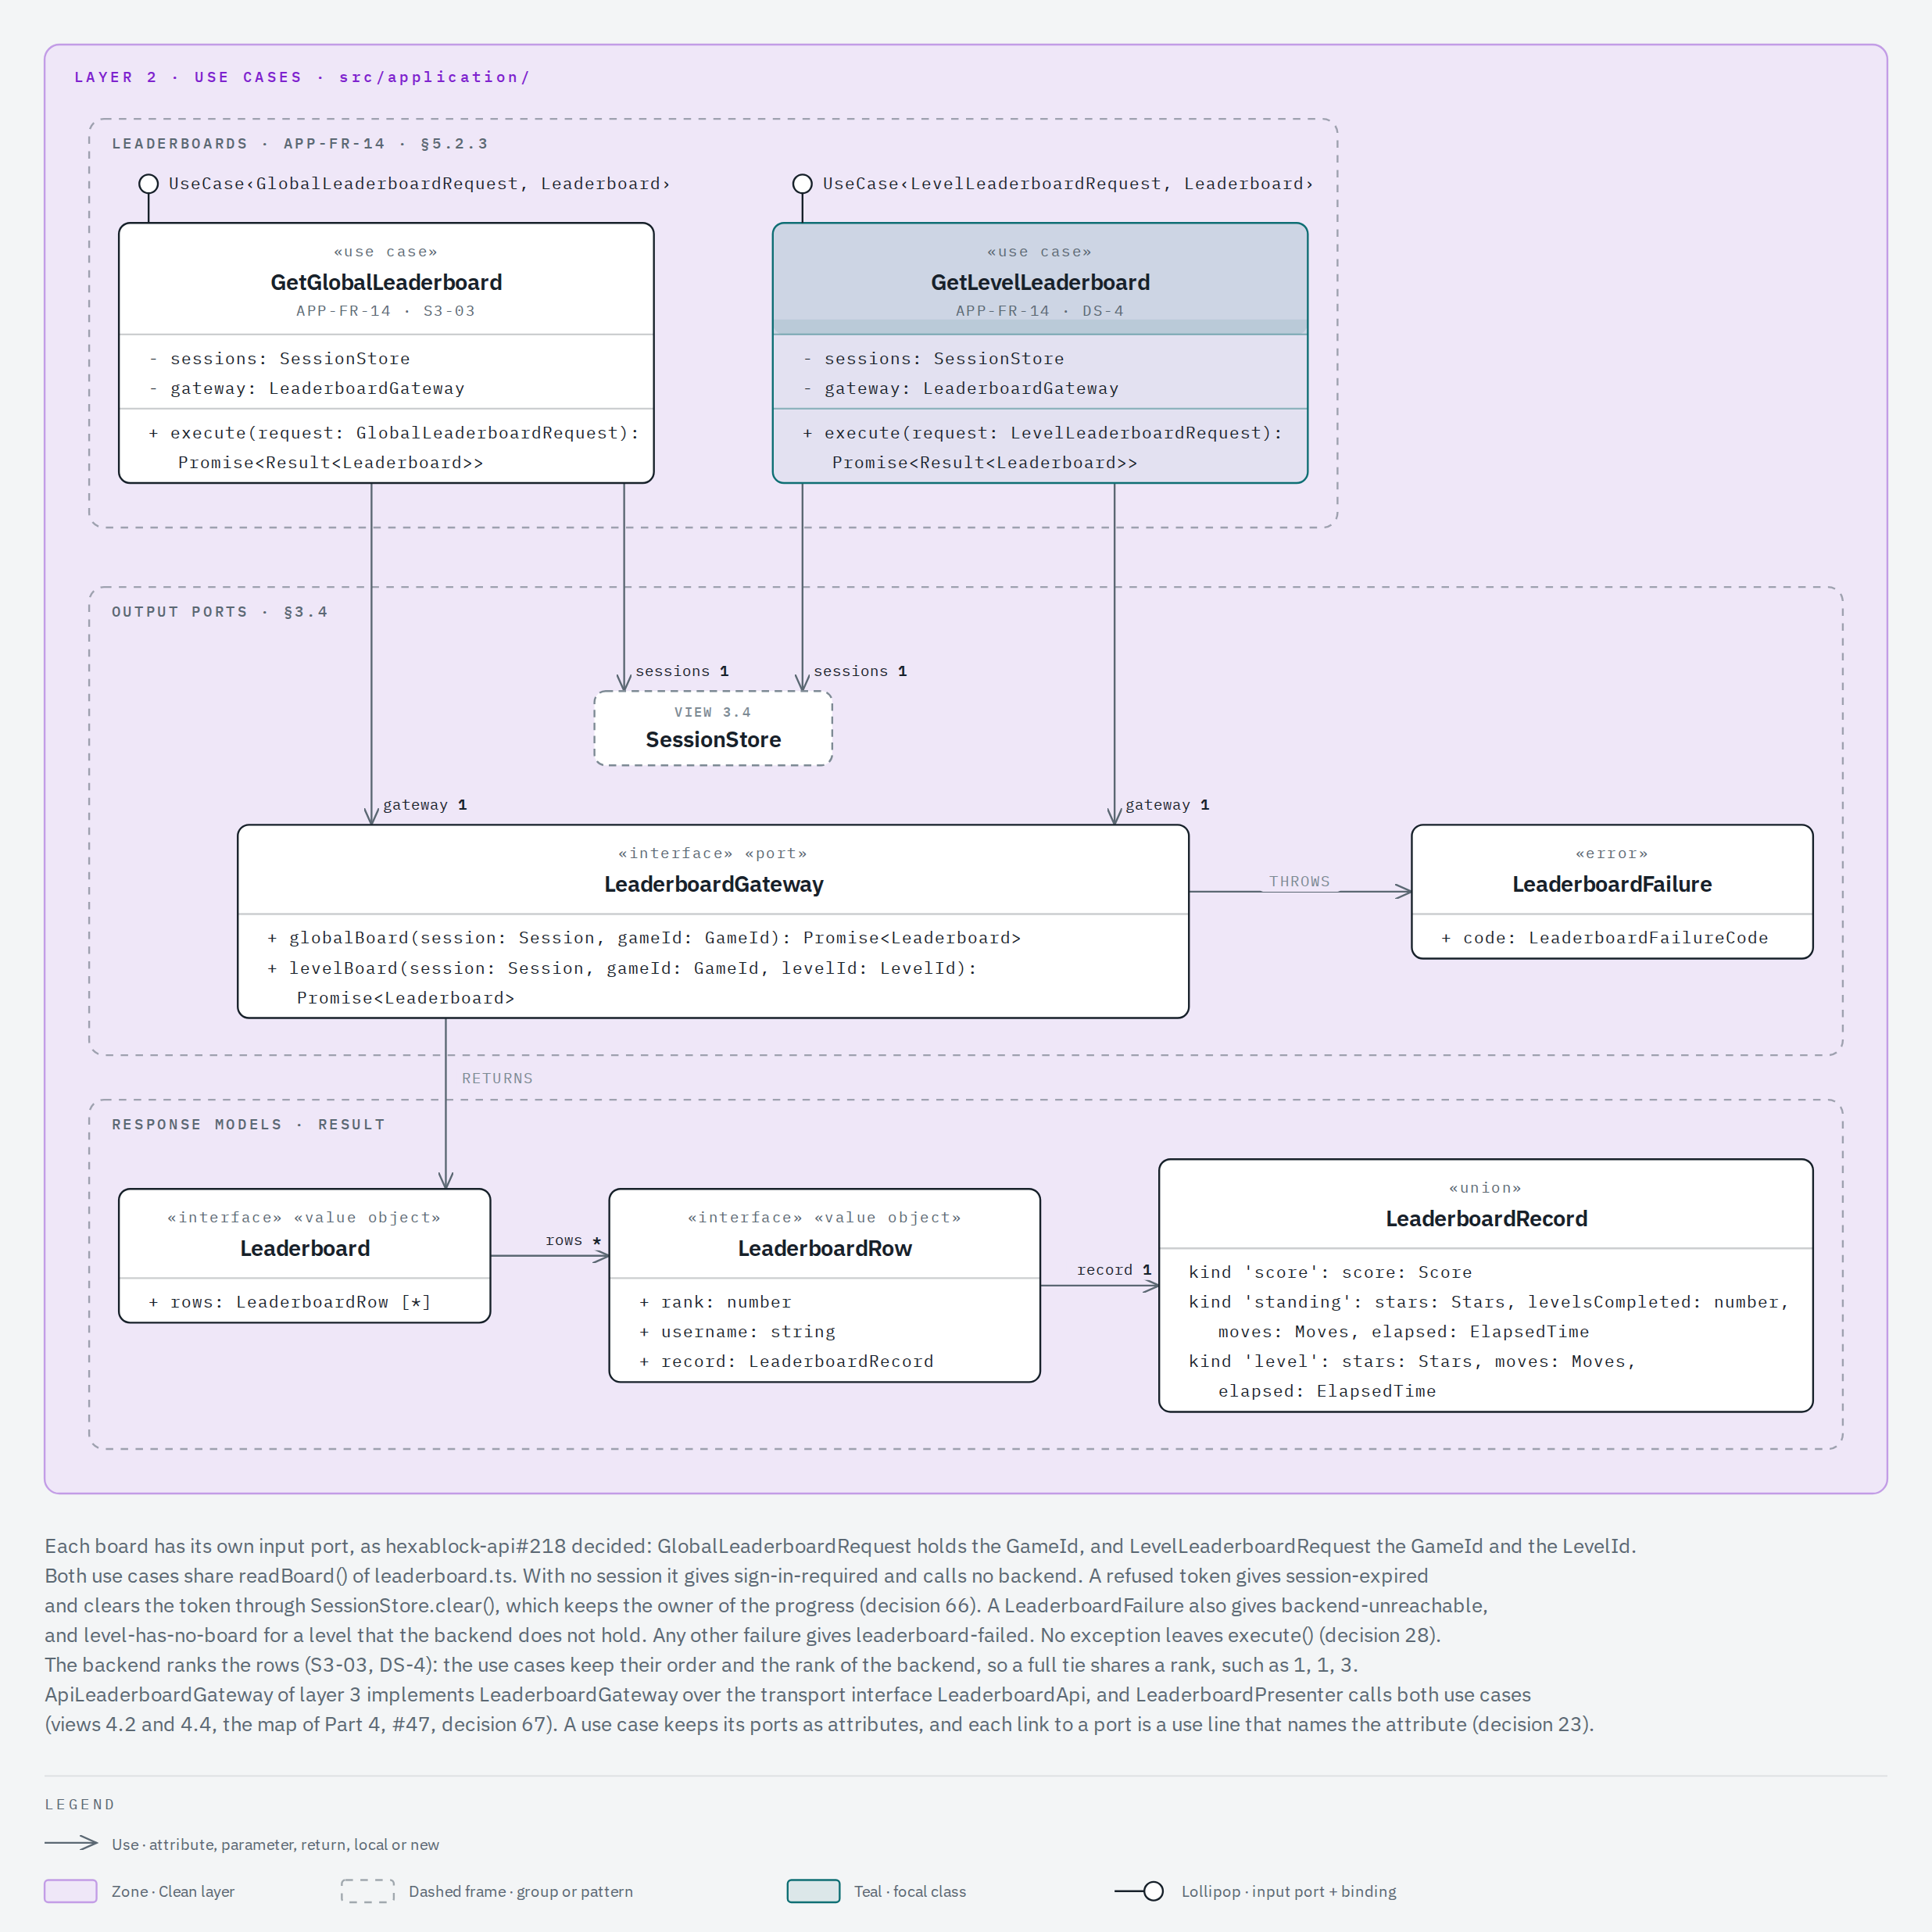 LAYER 2 · USE CASES · src/application/
LEADERBOARDS · APP-FR-14 · §5.2.3
UseCase‹GlobalLeaderboardRequest, Leaderboard›
UseCase‹LevelLeaderboardRequest, Leaderboard›
«use case»
GetGlobalLeaderboard
APP-FR-14 · S3-03
- sessions: SessionStore
- gateway: LeaderboardGateway
+ execute(request: GlobalLeaderboardRequest):
Promise<Result<Leaderboard>>
«use case»
GetLevelLeaderboard
APP-FR-14 · DS-4
- sessions: SessionStore
- gateway: LeaderboardGateway
+ execute(request: LevelLeaderboardRequest):
Promise<Result<Leaderboard>>
OUTPUT PORTS · §3.4
sessions 1
sessions 1
VIEW 3.4
SessionStore
gateway 1
gateway 1
«interface» «port»
LeaderboardGateway
+ globalBoard(session: Session, gameId: GameId): Promise<Leaderboard>
+ levelBoard(session: Session, gameId: GameId, levelId: LevelId):
Promise<Leaderboard>
THROWS
«error»
LeaderboardFailure
+ code: LeaderboardFailureCode
RETURNS
RESPONSE MODELS · RESULT
«interface» «value object»
Leaderboard
+ rows: LeaderboardRow [*]
rows *
«interface» «value object»
LeaderboardRow
+ rank: number
+ username: string
+ record: LeaderboardRecord
record 1
«union»
LeaderboardRecord
kind 'score': score: Score
kind 'standing': stars: Stars, levelsCompleted: number,
moves: Moves, elapsed: ElapsedTime
kind 'level': stars: Stars, moves: Moves,
elapsed: ElapsedTime
Each board has its own input port, as hexablock-api#218 decided: GlobalLeaderboardRequest holds the GameId, and LevelLeaderboardRequest the GameId and the LevelId.
Both use cases share readBoard() of leaderboard.ts. With no session it gives sign-in-required and calls no backend. A refused token gives session-expired
and clears the token through SessionStore.clear(), which keeps the owner of the progress (decision 66). A LeaderboardFailure also gives backend-unreachable,
and level-has-no-board for a level that the backend does not hold. Any other failure gives leaderboard-failed. No exception leaves execute() (decision 28).
The backend ranks the rows (S3-03, DS-4): the use cases keep their order and the rank of the backend, so a full tie shares a rank, such as 1, 1, 3.
ApiLeaderboardGateway of layer 3 implements LeaderboardGateway over the transport interface LeaderboardApi, and LeaderboardPresenter calls both use cases
(views 4.2 and 4.4, the map of Part 4, #47, decision 67). A use case keeps its ports as attributes, and each link to a port is a use line that names the attribute (decision 23).
LEGEND
Use · attribute, parameter, return, local or new
Zone · Clean layer
Dashed frame · group or pattern
Teal · focal class
Lollipop · input port + binding